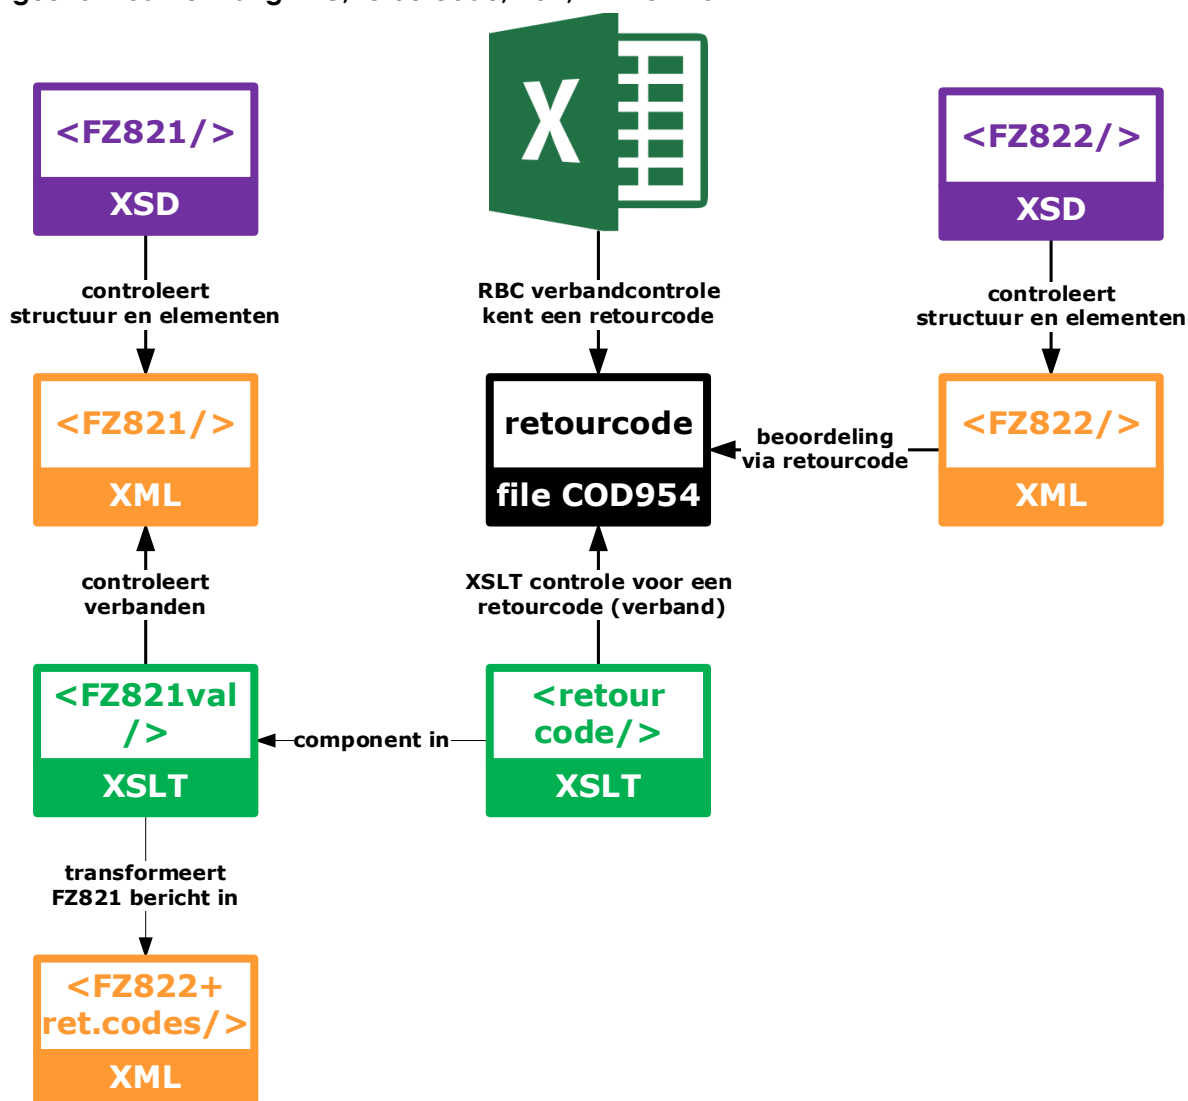 <FZ821/>
XSD
X
<FZ822/>
XSD
controleert
structuur en elementen
RBC verbandcontrole
kent een retourcode
controleert
structuur en elementen
<FZ821/>
XML
retourcode
file COD954
beoordeling
via retourcode
<FZ822/>
XML
controleert
verbanden
XSLT controle voor een
retourcode (verband)
<FZ821val
/>
XSLT
component in
<retour
code/>
XSLT
transformeert
FZ821 bericht in
<FZ822+
ret.codes/>
XML